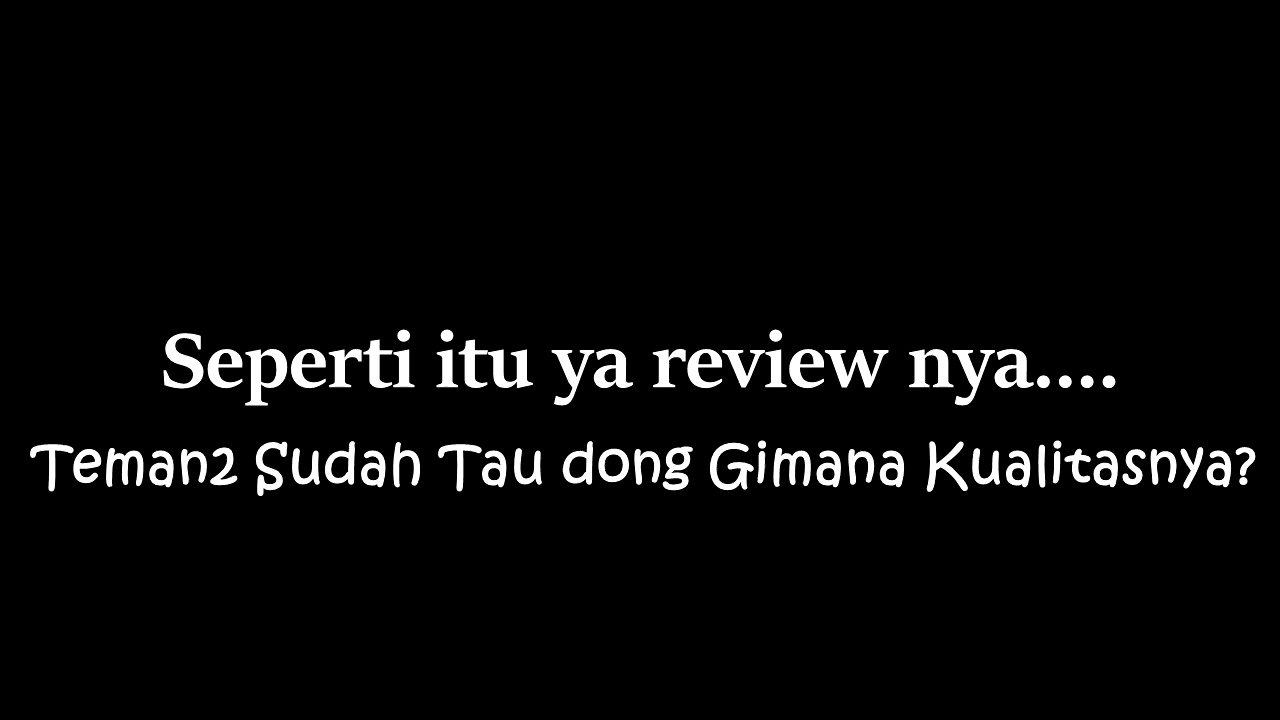 Seperti itu ya review nya....
Teman2 Sudah Tau dong Gimana Kualitasnya?